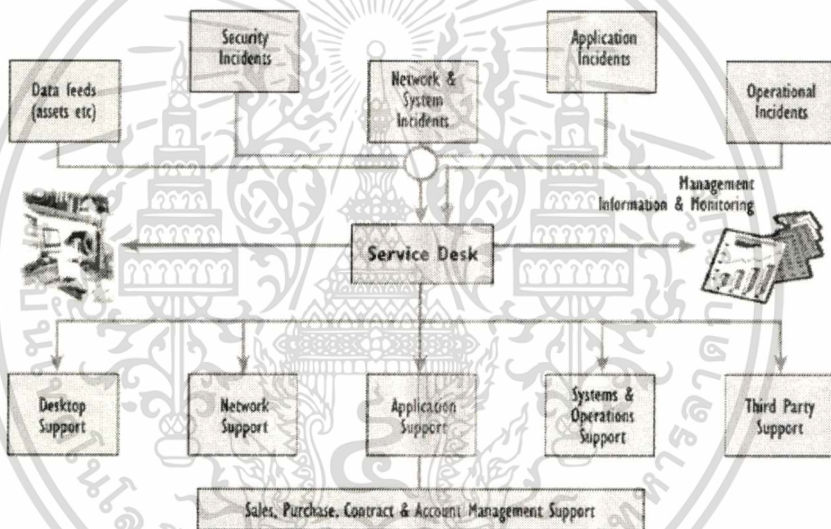 Security
Incidents
Application
Incidents
Data feeds
(assets etc)
Network &
System
Incidents
Operational
Incidents
Management
Information & Monitoring
Service Desk
Desktop
Support
Network
Support
Application
Support
Systems &
Operations
Support
Third Party
Support
Sales, Purchase, Contract & Account Management Support